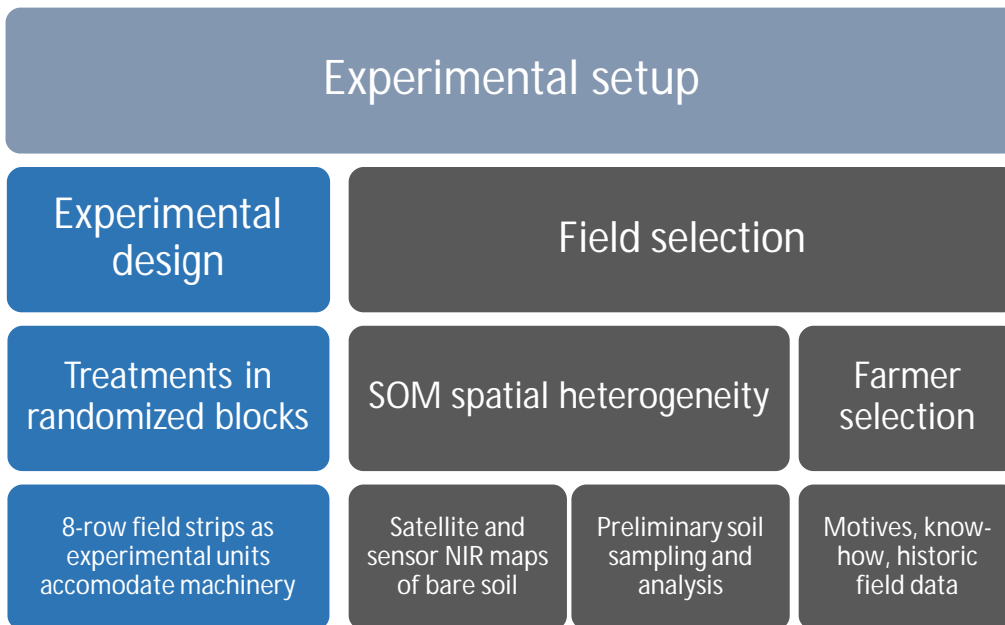 Experimental setup
Experimental
design
Field selection
Treatments in
randomized blocks
SOM spatial heterogeneity
Farmer
selection
8-row field strips as
experimental units
accomodate machinery
Satellite and
sensor NIR maps
of bare soil
Preliminary soil
sampling and
analysis
Motives, know-
how, historic
field data